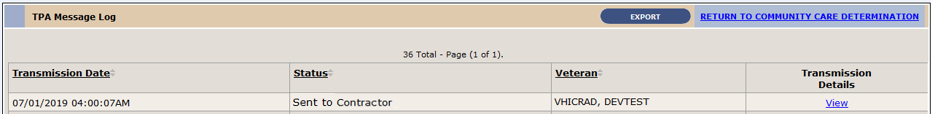 TPA Message Log EXPORT RETURN TO COMMUNITY CARE DETERMINATION
36 Total - Page (1 of 1).
Transmission Date Status Veteran Transmission Details
07/01/2019 04:00:07AM Sent to Contractor VHICRAD, DEVTEST View